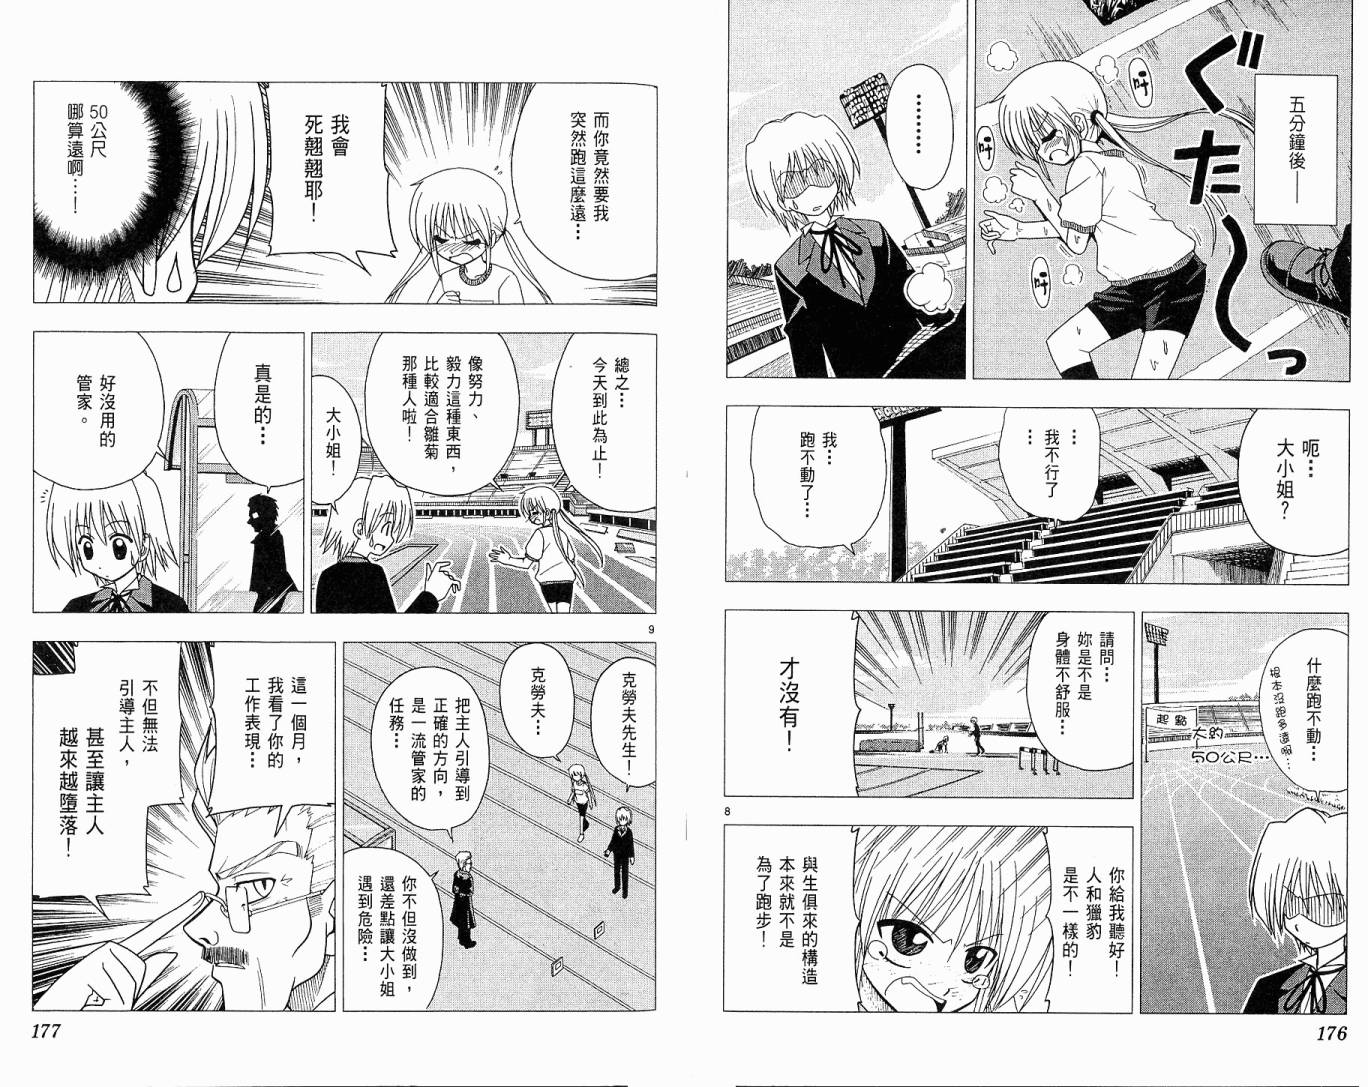 五分鐘後——
ぐたーっ
吁
吁
吁
…………
呃…
大小姐?
…
我不行了
…
我…
跑不動了…
什麼跑不動…
根本沒跑多遠啊…
起點
大約
50公尺…
請問…
妳是不是
身體不舒服…
才沒有!
你給我聽好!
人和獵豹
是不一樣的!
與生俱來的構造
本來就不是
為了跑步!
8
176
而你竟然要我
突然跑這麼遠…
我會
死翹翹耶!
50公尺
哪算遠啊…!
總之…
今天到此為止!
像努力、
毅力這種東西,
比較適合雛菊
那種人啦!
大小姐!
真是的…
好沒用的
管家。
9
克勞夫先生!
克勞夫…
把主人引導到
正確的方向,
是一流管家的
任務…
你不但沒做到,
還差點讓大小姐
遇到危險…
這一個月,
我看了你的
工作表現…
不但無法
引導主人,
甚至讓主人
越來越墮落!
177